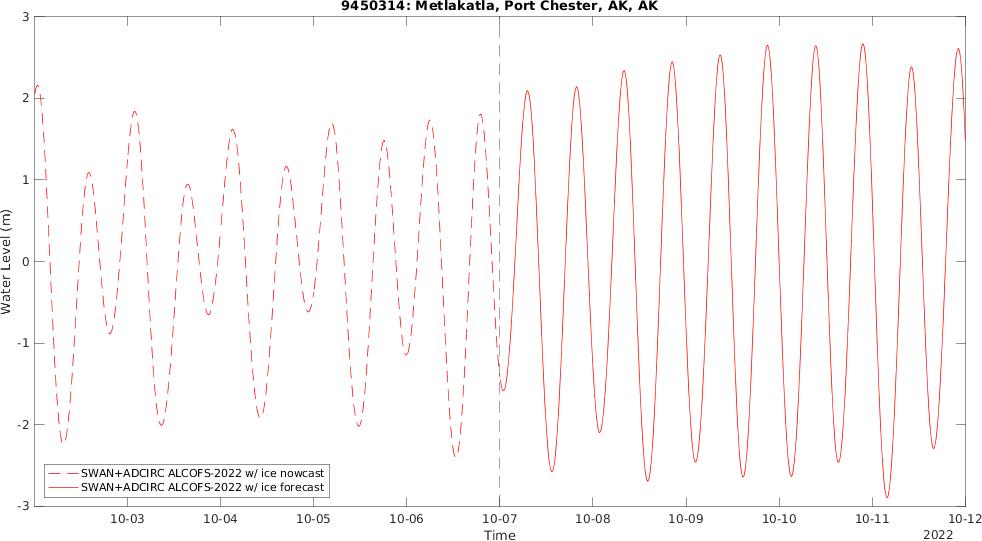 9450314: Metlakatla, Port Chester, AK, AK
3
2
1
0
-1
-2
-3
Water Level (m)
SWAN+ADCIRC ALCOFS-2022 w/ ice nowcast
SWAN+ADCIRC ALCOFS-2022 w/ ice forecast
10-03 10-04 10-05 10-06 10-07 10-08 10-09 10-10 10-11 10-12
Time
2022